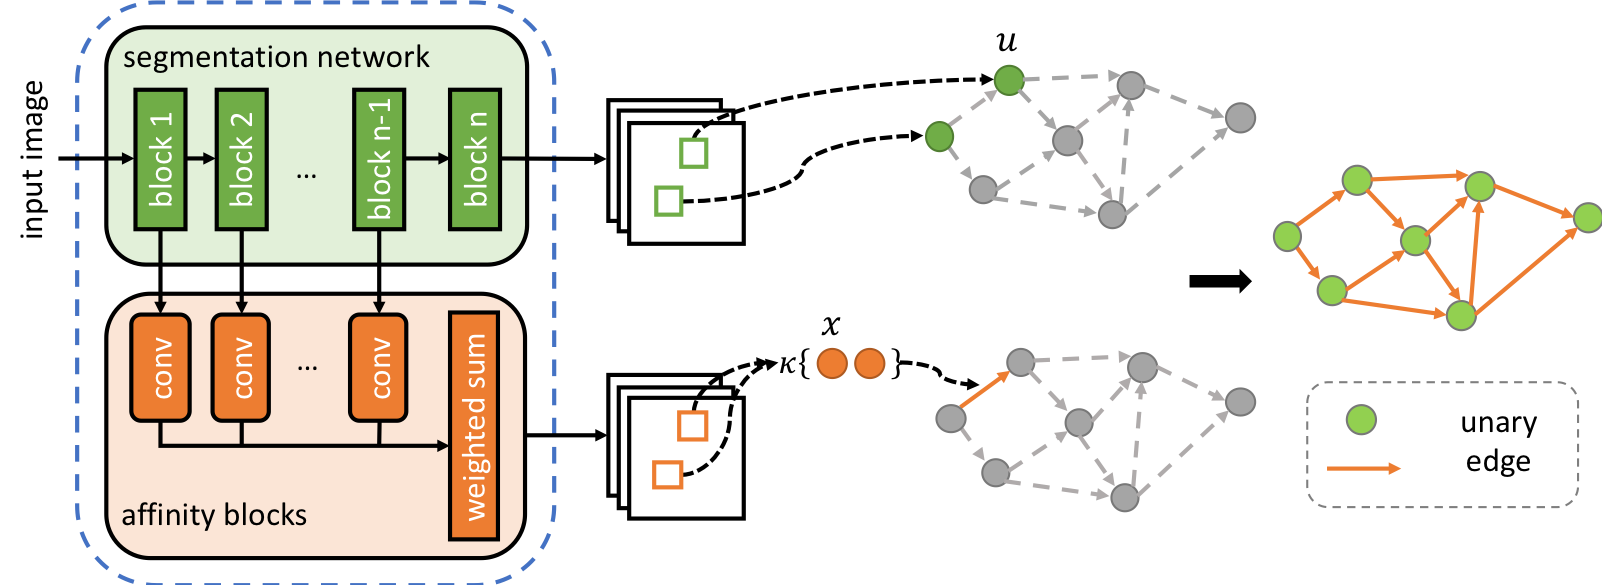 segmentation network
input image
block 1
block 2
...
block n-1
block n
u
conv
conv
...
conv
weighted sum
affinity blocks
x
κ{ }
unary
edge